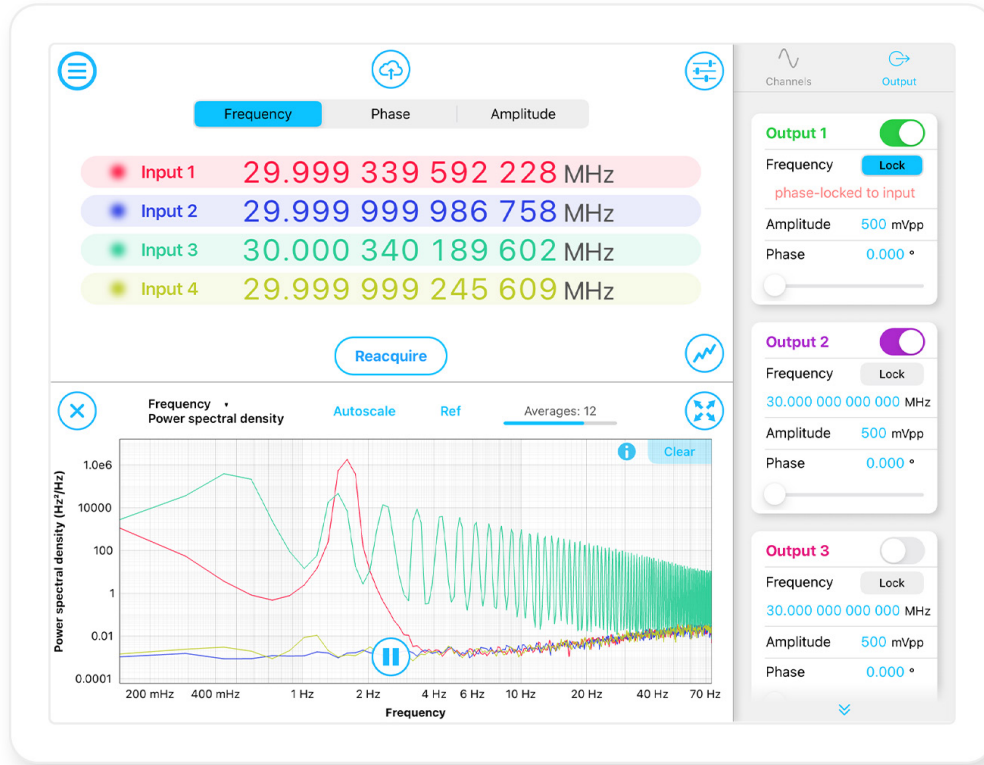 Frequency Phase Amplitude
Input 1 29.999 339 592 228 MHz
Input 2 29.999 999 986 758 MHz
Input 3 30.000 340 189 602 MHz
Input 4 29.999 999 245 609 MHz
Reacquire
Frequency
Power spectral density
Autoscale Ref Averages: 12
Clear
Power spectral density (Hz²/Hz)
1.0e6
10000
100
1
0.01
0.0001
200 mHz 400 mHz 1 Hz 2 Hz 4 Hz 6 Hz 10 Hz 20 Hz 40 Hz 70 Hz
Frequency
Channels Output
Output 1
Frequency Lock
phase-locked to input
Amplitude 500 mVpp
Phase 0.000 °
Output 2
Frequency Lock
30.000 000 000 000 MHz
Amplitude 500 mVpp
Phase 0.000 °
Output 3
Frequency Lock
30.000 000 000 000 MHz
Amplitude 500 mVpp
Phase 0.000 °